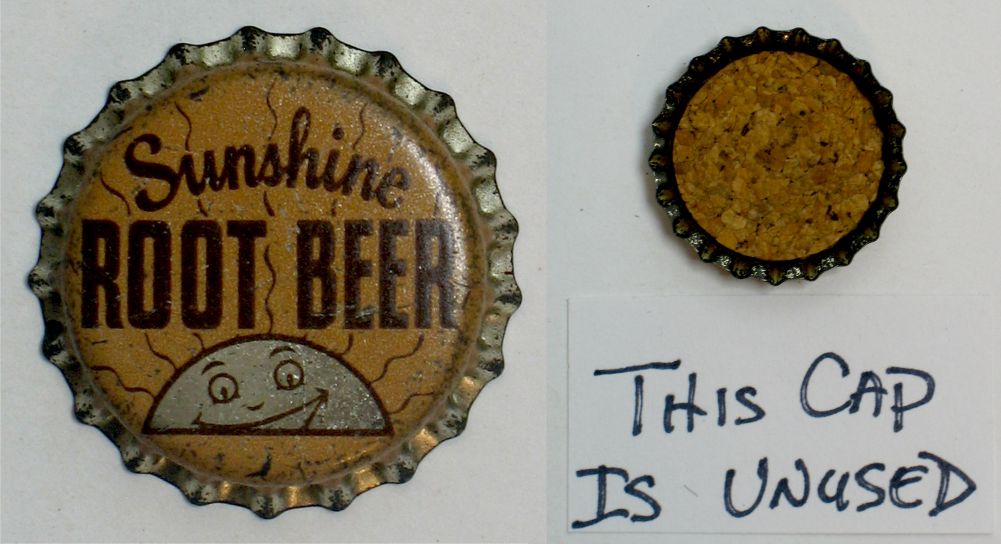 Sunshine
ROOT BEER
THIS CAP
IS UNUSED